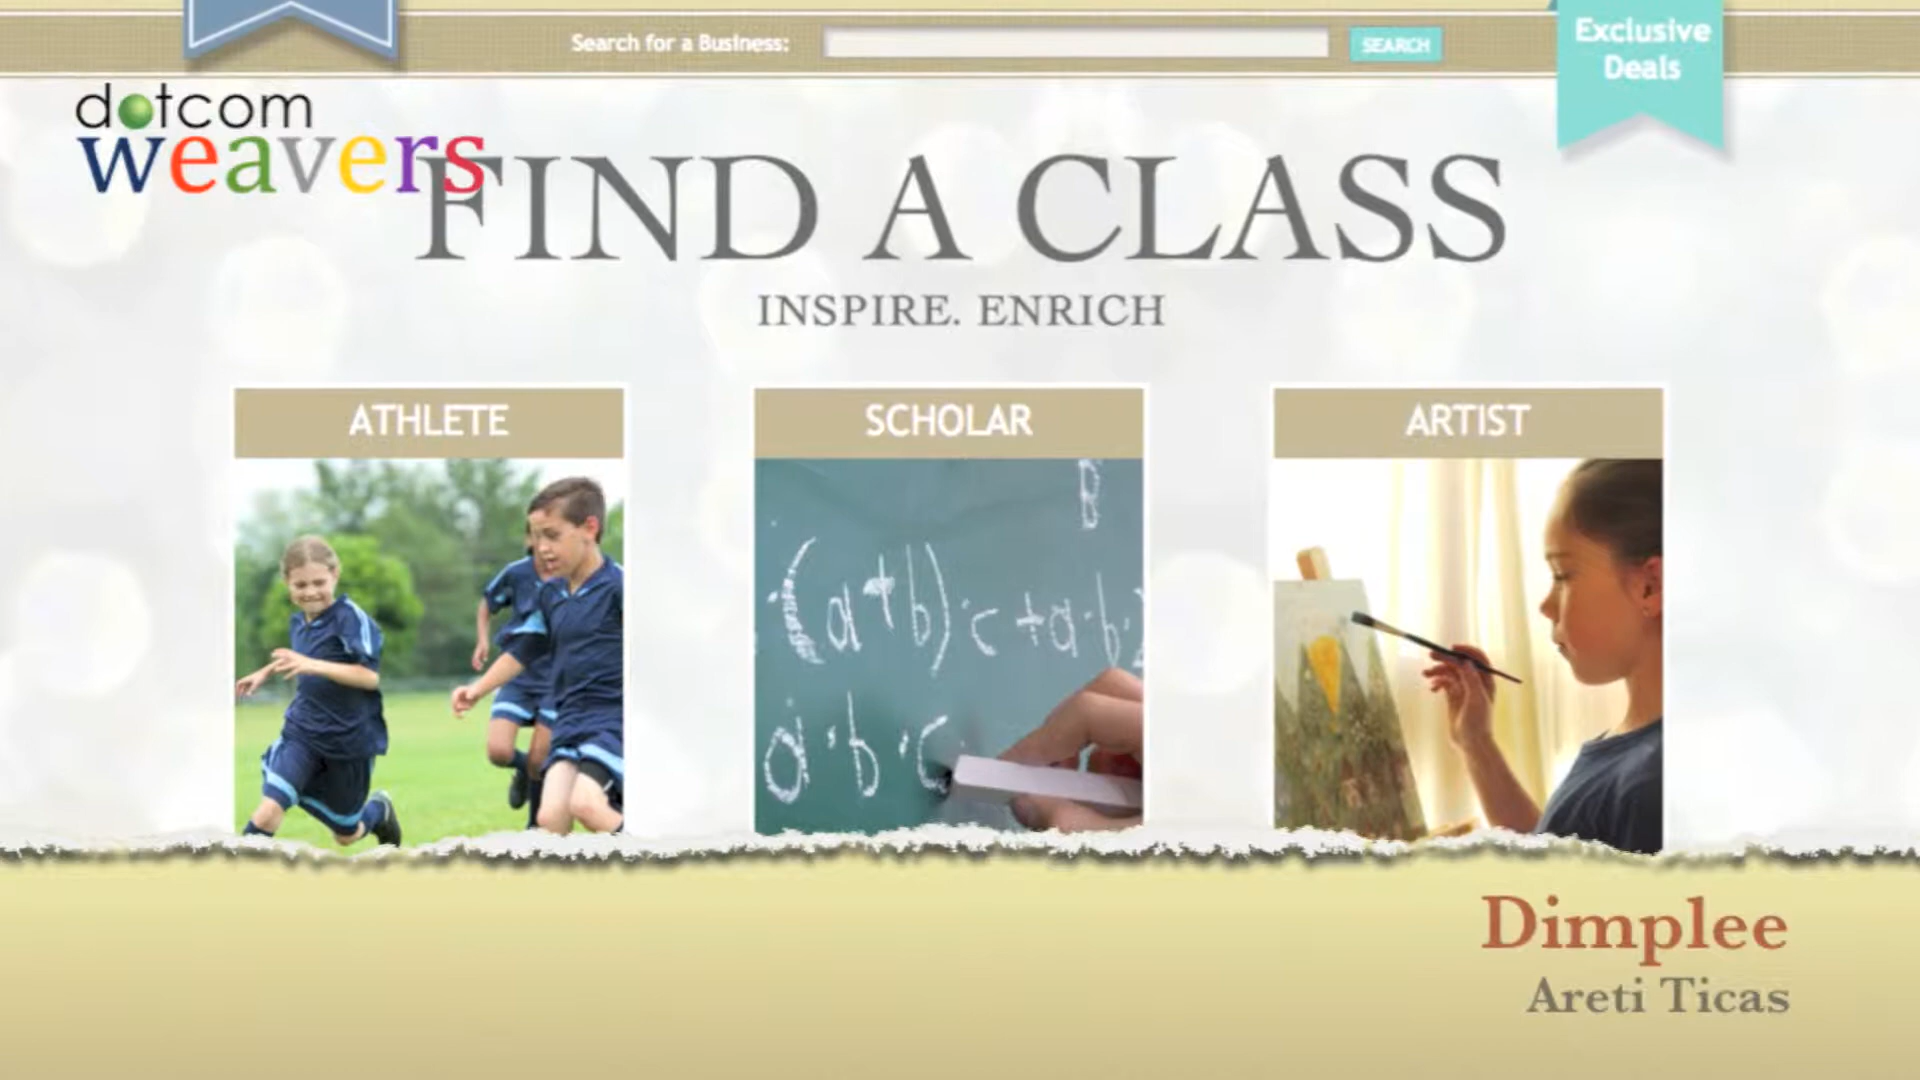 Search for a Business:
SEARCH
Exclusive
Deals
dotcom
weavers
FIND A CLASS
INSPIRE. ENRICH
ATHLETE
SCHOLAR
ARTIST
B
(a+b)·c+a·b·
a·b·c
Dimplee
Areti Ticas